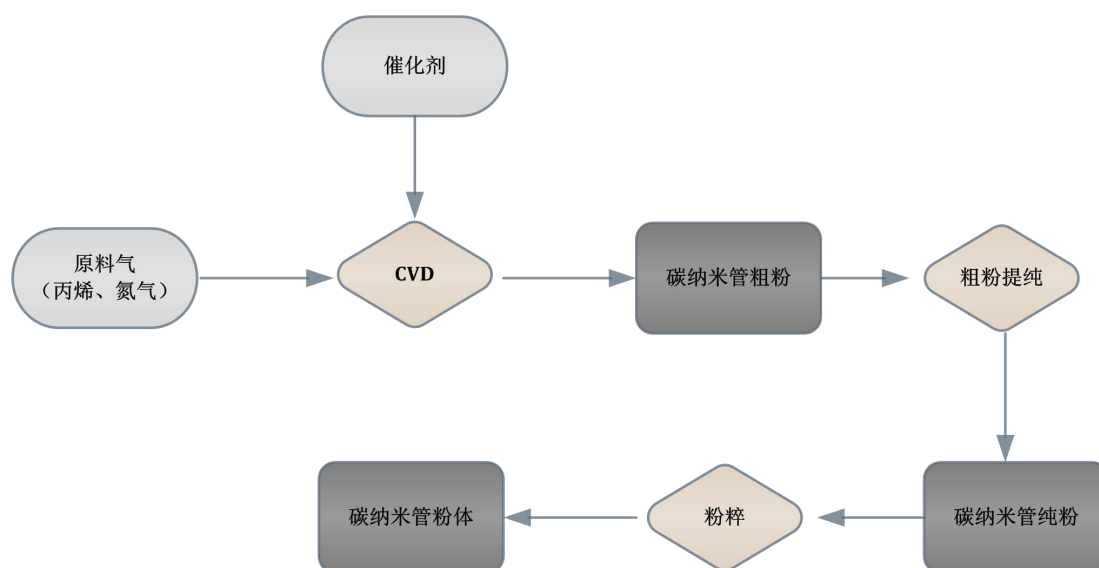 催化剂
原料气
（丙烯、氮气）
CVD
碳纳米管粗粉
粗粉提纯
碳纳米管粉体
粉粹
碳纳米管纯粉